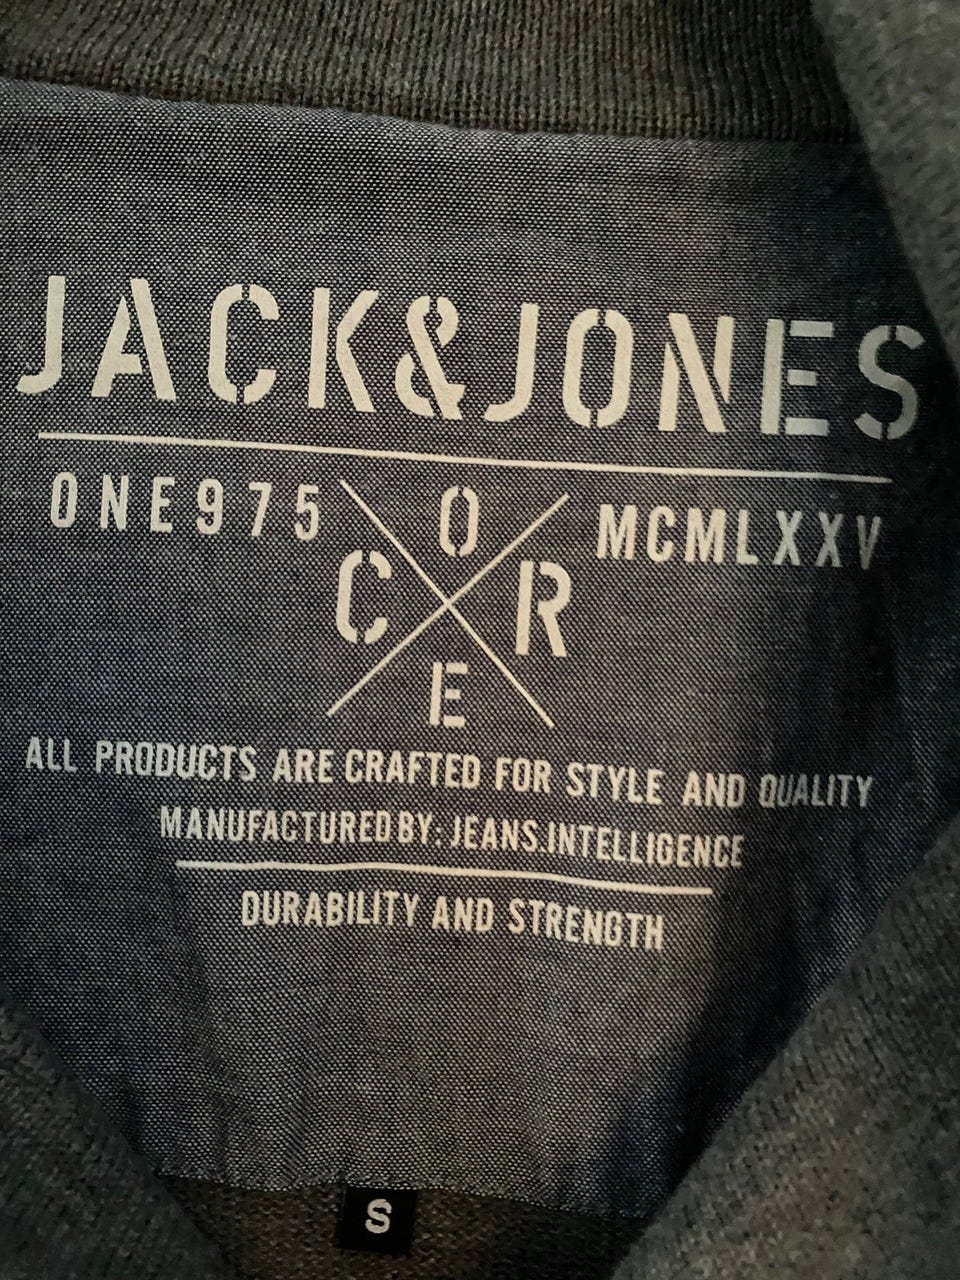 JACK&JONES
ONE975
MCMLXXV
CORE
ALL PRODUCTS ARE CRAFTED FOR STYLE AND QUALITY
MANUFACTURED BY: JEANS.INTELLIGENCE
DURABILITY AND STRENGTH
S